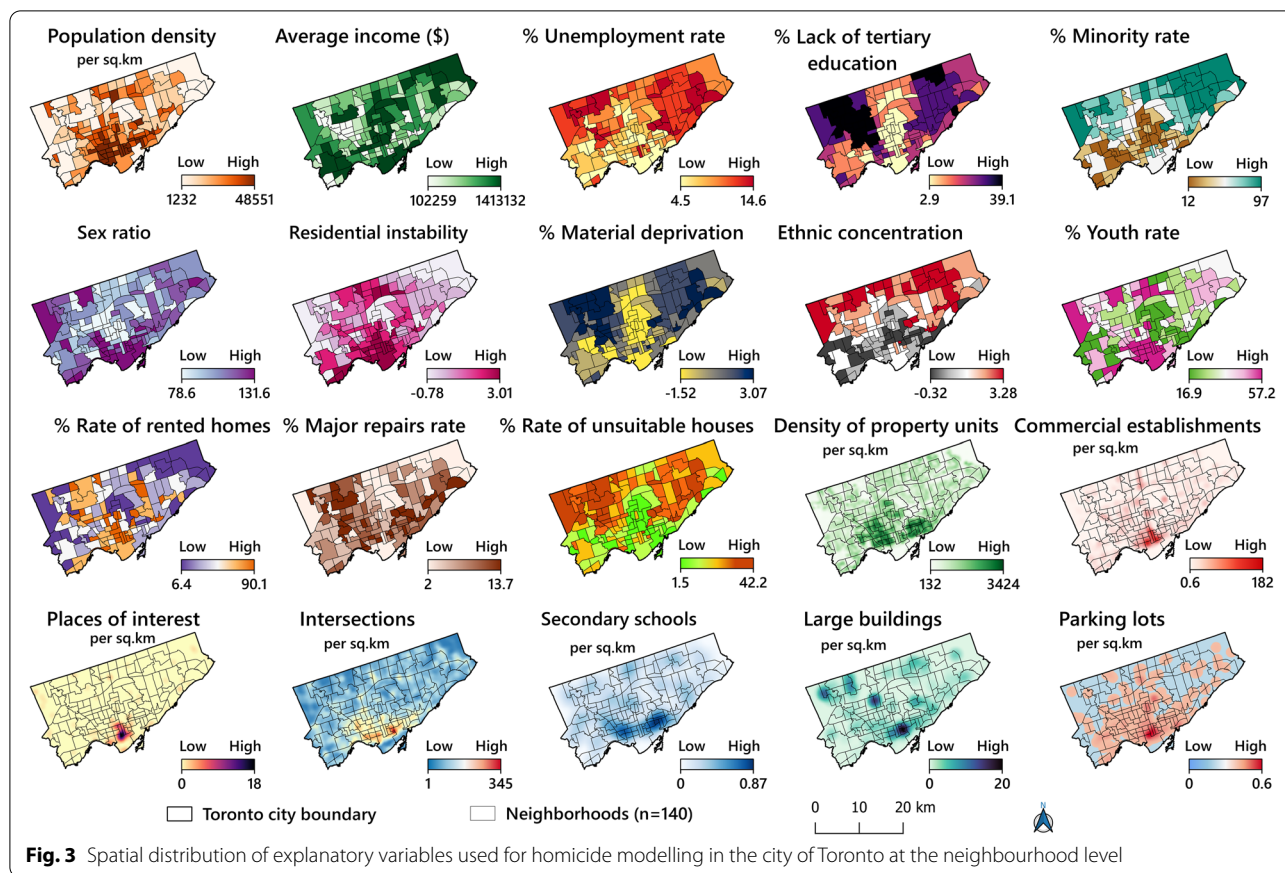 Population density
per sq.km
Low High
1232 48551
Average income ($)
Low High
102259 1413132
% Unemployment rate
Low High
4.5 14.6
% Lack of tertiary
education
Low High
2.9 39.1
% Minority rate
Low High
12 97
Sex ratio
Low High
78.6 131.6
Residential instability
Low High
-0.78 3.01
% Material deprivation
Low High
-1.52 3.07
Ethnic concentration
Low High
-0.32 3.28
% Youth rate
Low High
16.9 57.2
% Rate of rented homes
Low High
6.4 90.1
% Major repairs rate
Low High
2 13.7
% Rate of unsuitable houses
Low High
1.5 42.2
Density of property units
per sq.km
Low High
132 3424
Commercial establishments
per sq.km
Low High
0.6 182
Places of interest
per sq.km
Low High
0 18
Intersections
per sq.km
Low High
1 345
Secondary schools
per sq.km
Low High
0 0.87
Large buildings
per sq.km
Low High
0 20
Parking lots
per sq.km
Low High
0 0.6
Toronto city boundary
Neighborhoods (n=140)
0 10 20 km
N
Fig. 3 Spatial distribution of explanatory variables used for homicide modelling in the city of Toronto at the neighbourhood level